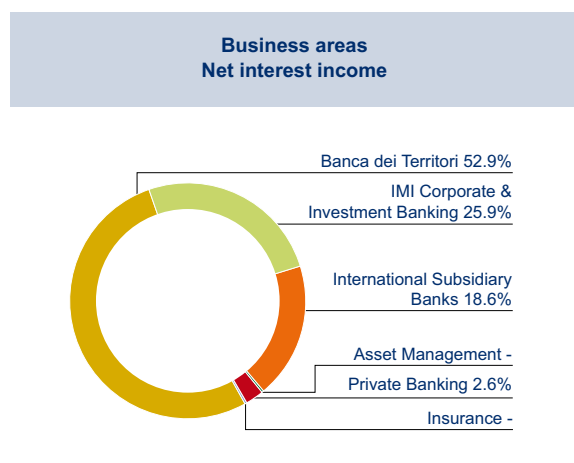 Business areas
Net interest income
Banca dei Territori 52.9%
IMI Corporate &
Investment Banking 25.9%
International Subsidiary
Banks 18.6%
Asset Management -
Private Banking 2.6%
Insurance -